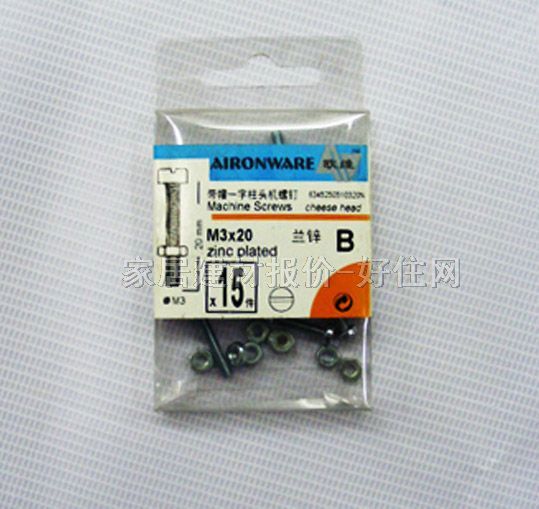 AIRONWARE 欧维
带帽一字柱头机螺钉
Machine Screws cheese head
M3x20 兰锌 B
zinc plated
20 mm
家居建材报价-好住网
M3
x 15 件